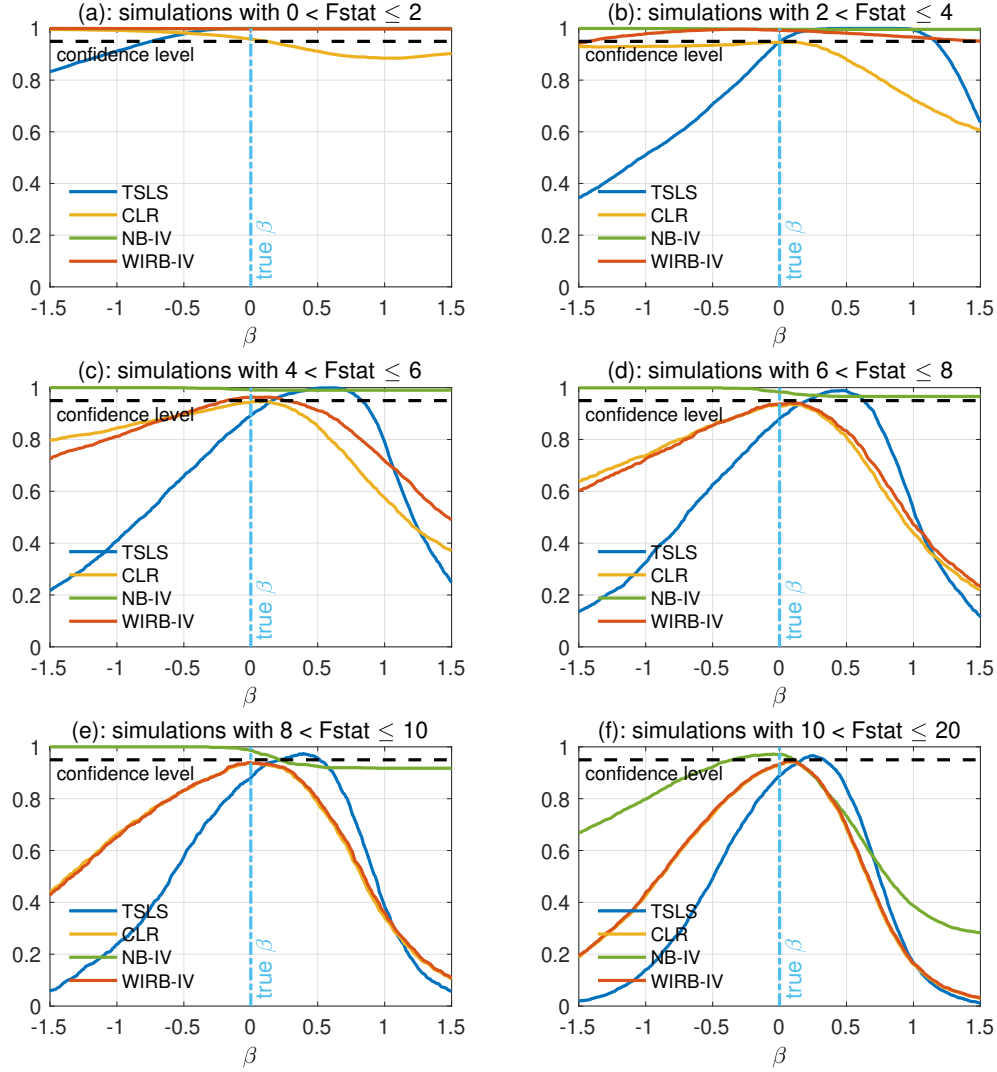 (a): simulations with 0 < Fstat ≤ 2
1
confidence level
0.8
0.6
0.4
TSLS
CLR
0.2
NB-IV
WIRB-IV
true β
0
-1.5 -1 -0.5 0 0.5 1 1.5
β
(b): simulations with 2 < Fstat ≤ 4
1
confidence level
0.8
0.6
0.4
TSLS
CLR
0.2
NB-IV
WIRB-IV
true β
0
-1.5 -1 -0.5 0 0.5 1 1.5
β
(c): simulations with 4 < Fstat ≤ 6
1
confidence level
0.8
0.6
0.4
TSLS
CLR
0.2
NB-IV
WIRB-IV
true β
0
-1.5 -1 -0.5 0 0.5 1 1.5
β
(d): simulations with 6 < Fstat ≤ 8
1
confidence level
0.8
0.6
0.4
TSLS
CLR
0.2
NB-IV
WIRB-IV
true β
0
-1.5 -1 -0.5 0 0.5 1 1.5
β
(e): simulations with 8 < Fstat ≤ 10
1
confidence level
0.8
0.6
0.4
TSLS
CLR
0.2
NB-IV
WIRB-IV
true β
0
-1.5 -1 -0.5 0 0.5 1 1.5
β
(f): simulations with 10 < Fstat ≤ 20
1
confidence level
0.8
0.6
0.4
TSLS
CLR
0.2
NB-IV
WIRB-IV
true β
0
-1.5 -1 -0.5 0 0.5 1 1.5
β